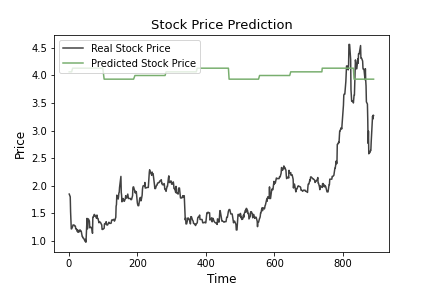 Stock Price Prediction
Real Stock Price
Predicted Stock Price
Price
4.5
4.0
3.5
3.0
2.5
2.0
1.5
1.0
0 200 400 600 800
Time